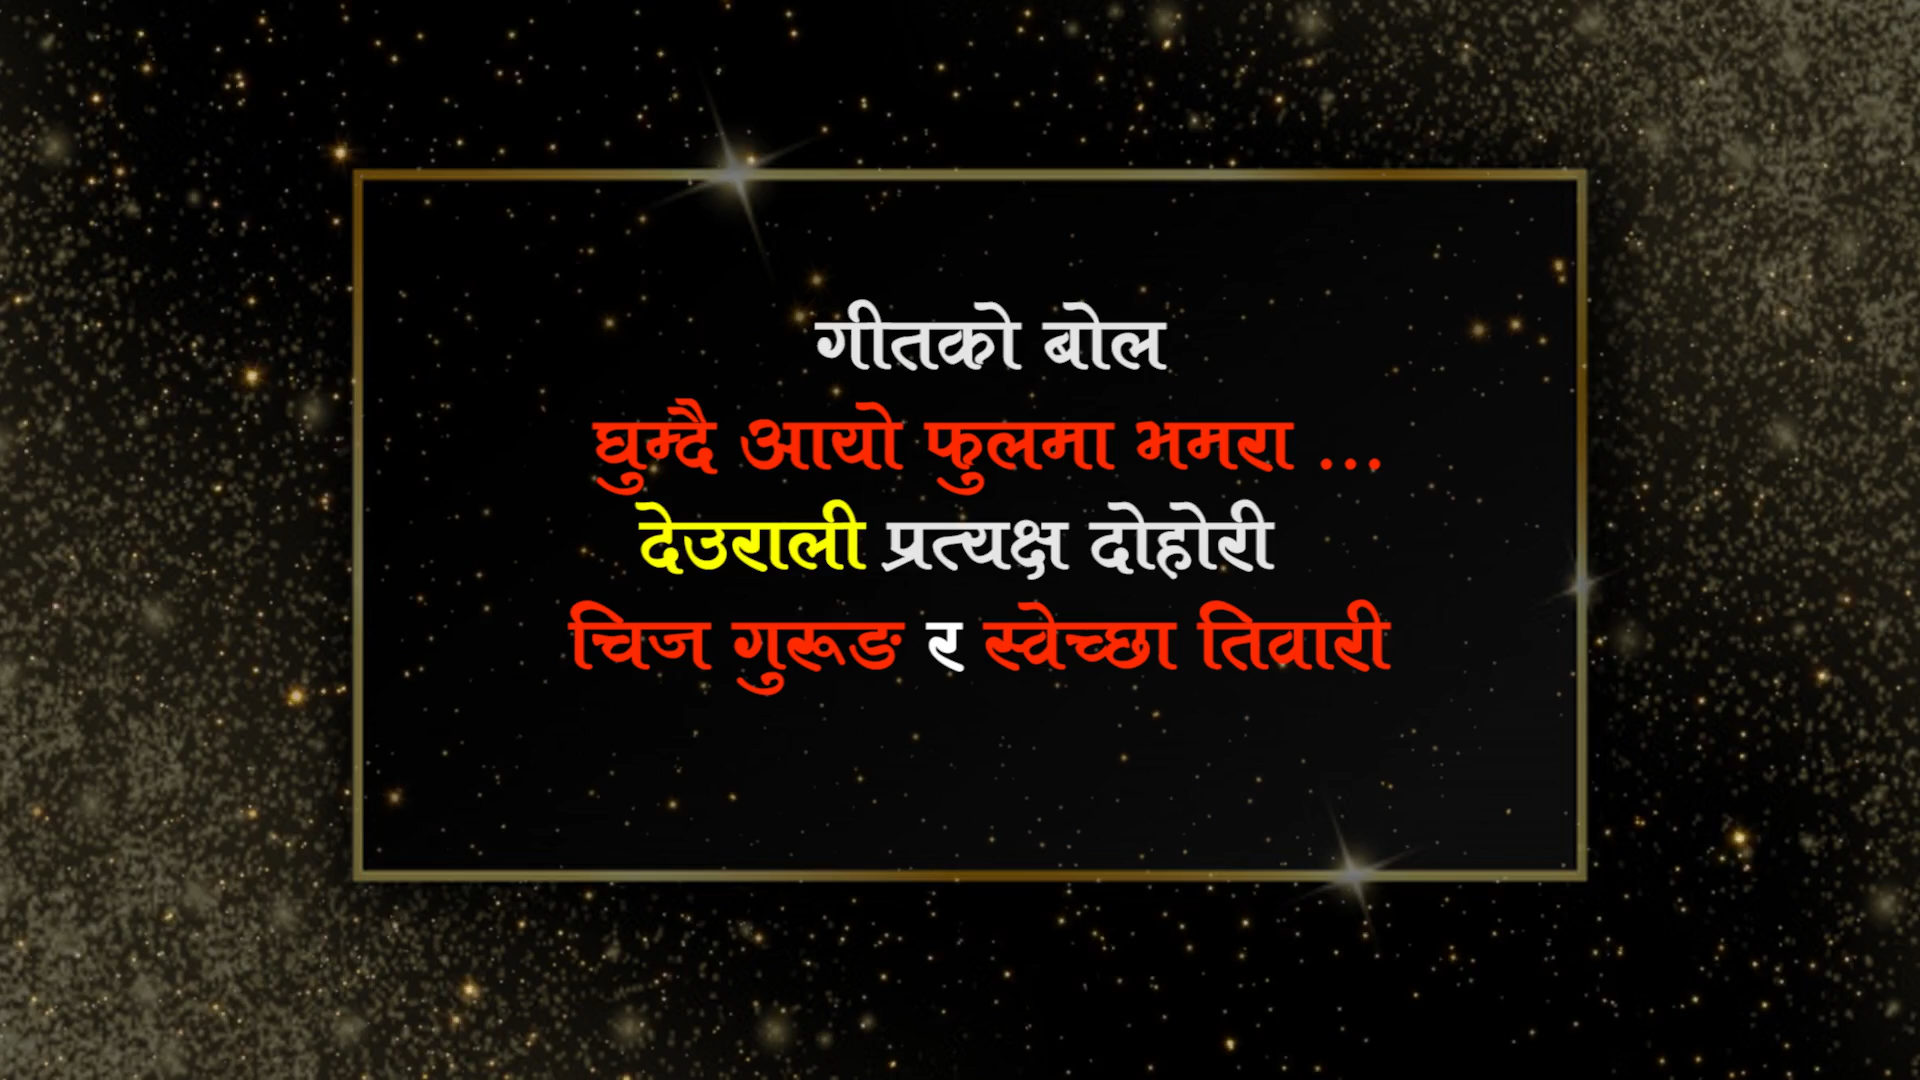 गीतको बोल
घुम्दै आयो फुलमा भमरा ...
देउराली प्रत्यक्ष दोहोरी
चिज गुरूङ र स्वेच्छा तिवारी